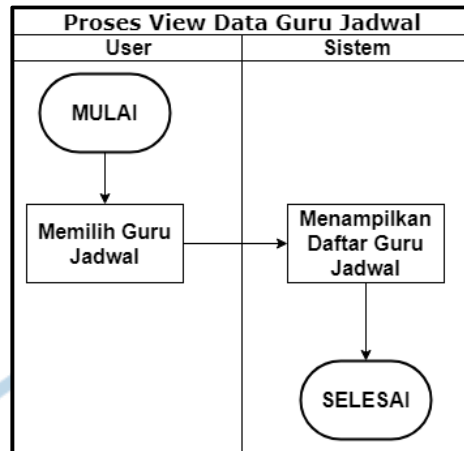 Proses View Data Guru Jadwal
User
Sistem
MULAI
Memilih Guru
Jadwal
Menampilkan
Daftar Guru
Jadwal
SELESAI